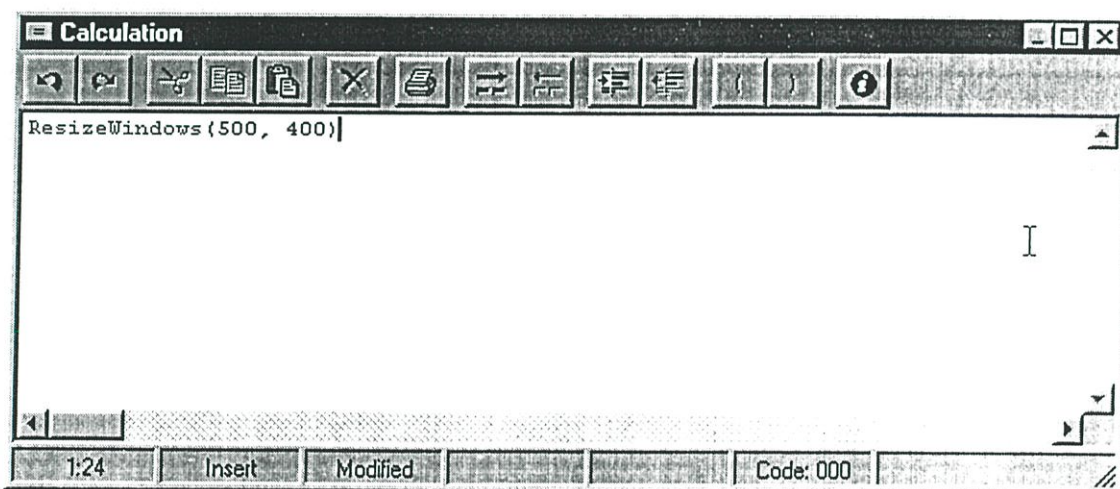 Calculation
ResizeWindows(500, 400)
1:24 Insert Modified Code: 000